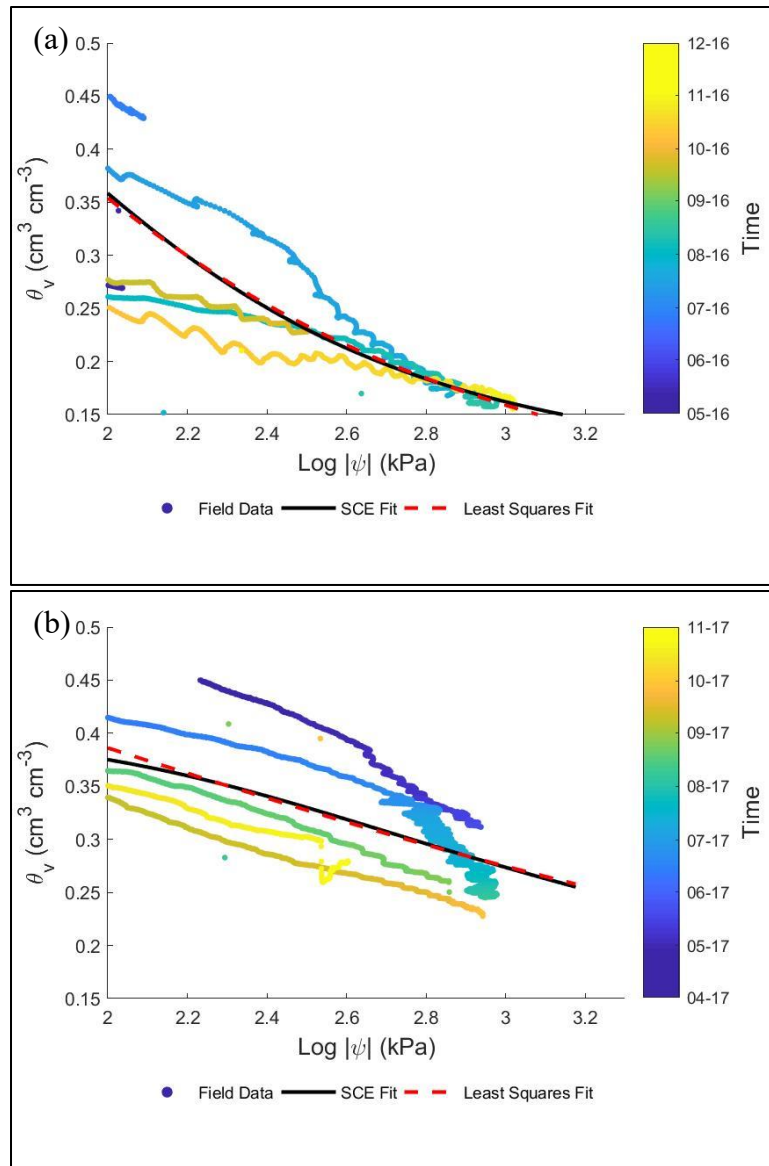 (a)
0.5
0.45
0.4
0.35
0.3
0.25
0.2
0.15
θv (cm3 cm-3)
2 2.2 2.4 2.6 2.8 3 3.2
Log |ψ| (kPa)
12-16
11-16
10-16
09-16
08-16
07-16
06-16
05-16
Time
Field Data SCE Fit Least Squares Fit
(b)
0.5
0.45
0.4
0.35
0.3
0.25
0.2
0.15
θv (cm3 cm-3)
2 2.2 2.4 2.6 2.8 3 3.2
Log |ψ| (kPa)
11-17
10-17
09-17
08-17
07-17
06-17
05-17
04-17
Time
Field Data SCE Fit Least Squares Fit